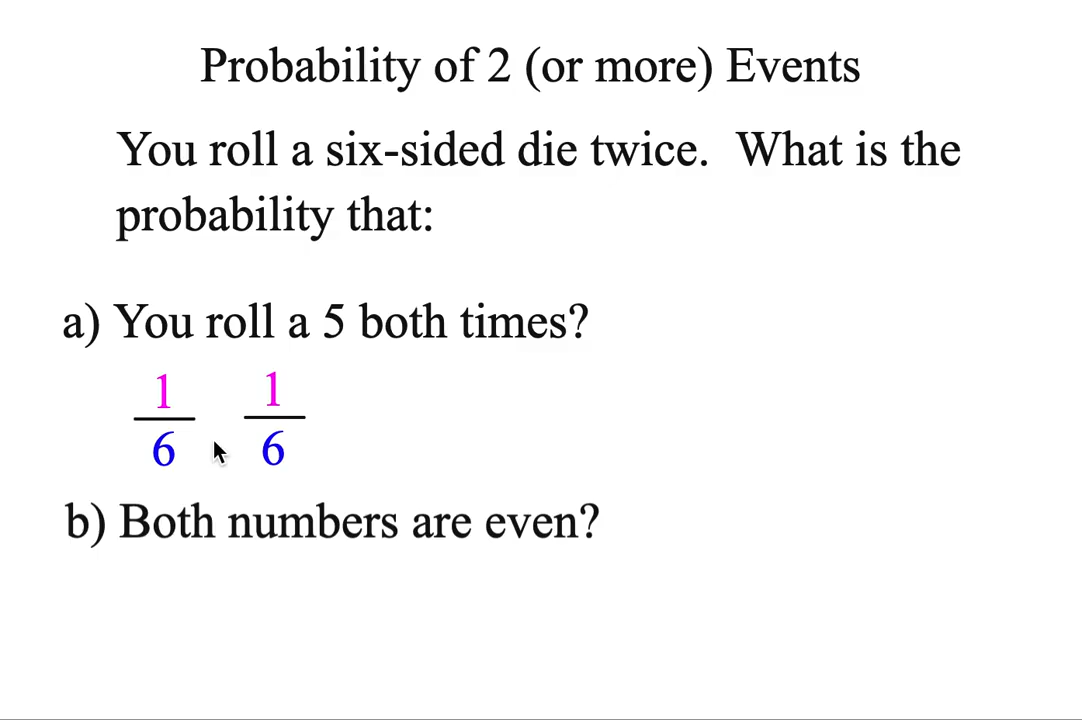 Probability of 2 (or more) Events
You roll a six-sided die twice. What is the
probability that:
a) You roll a 5 both times?
1 1
6 6
b) Both numbers are even?